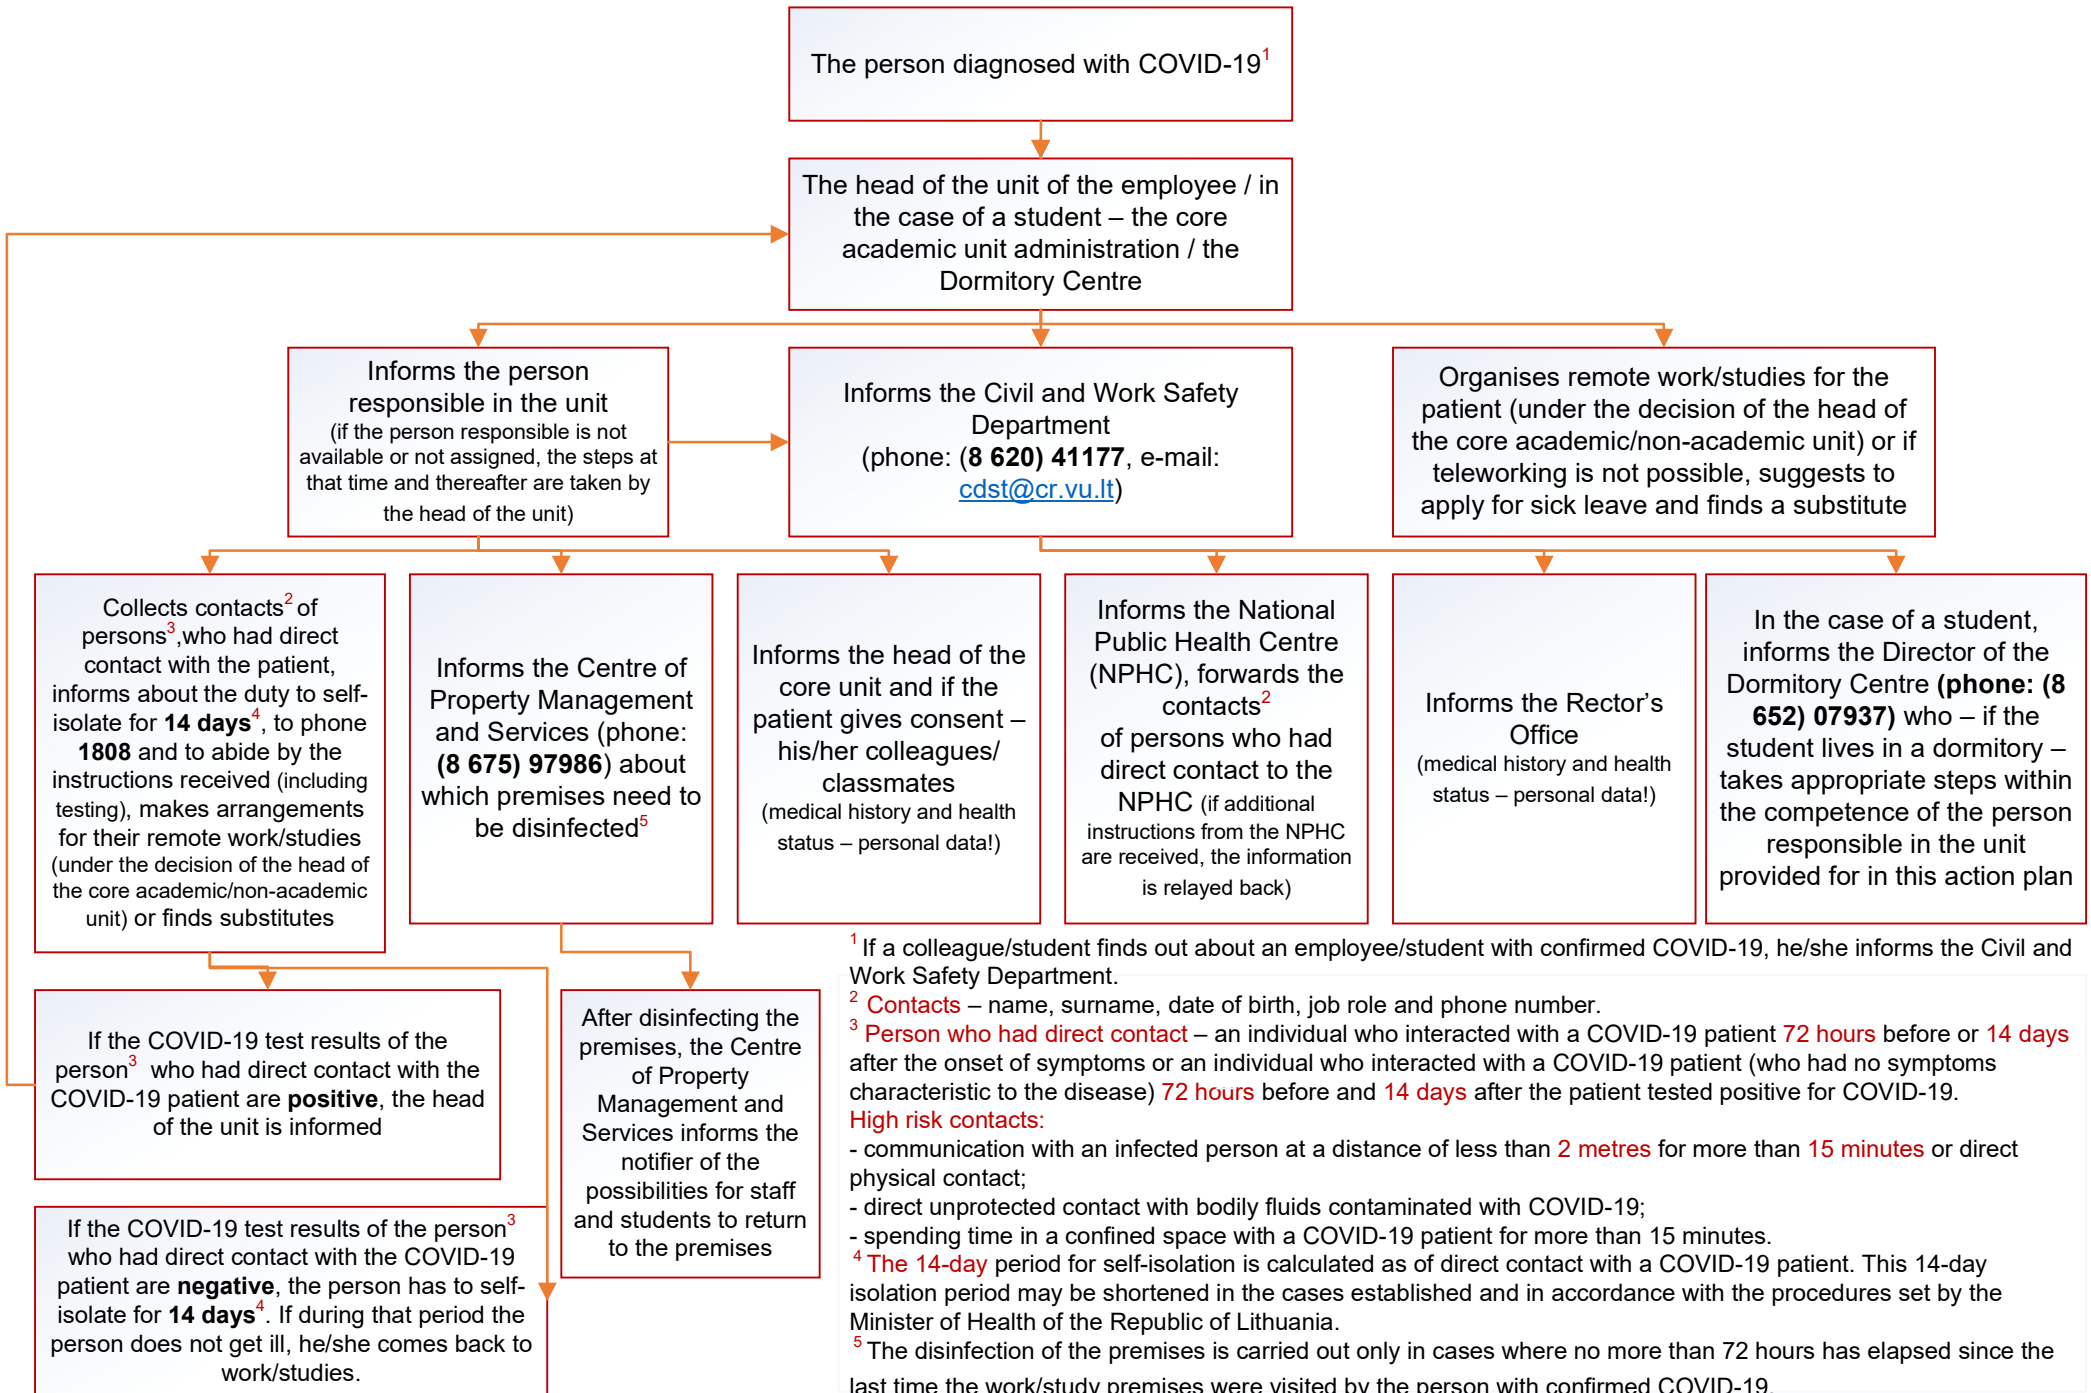 The person diagnosed with COVID-19¹
The head of the unit of the employee / in
the case of a student – the core
academic unit administration / the
Dormitory Centre
Informs the person
responsible in the unit
(if the person responsible is not
available or not assigned, the steps at
that time and thereafter are taken by
the head of the unit)
Informs the Civil and Work Safety
Department
(phone: (8 620) 41177, e-mail:
cdst@cr.vu.lt)
Organises remote work/studies for the
patient (under the decision of the head of
the core academic/non-academic unit) or if
teleworking is not possible, suggests to
apply for sick leave and finds a substitute
Collects contacts² of
persons³,who had direct
contact with the patient,
informs about the duty to self-
isolate for 14 days⁴, to phone
1808 and to abide by the
instructions received (including
testing), makes arrangements
for their remote work/studies
(under the decision of the head of
the core academic/non-academic
unit) or finds substitutes
Informs the Centre of
Property Management
and Services (phone:
(8 675) 97986) about
which premises need to
be disinfected⁵
Informs the head of the
core unit and if the
patient gives consent –
his/her colleagues/
classmates
(medical history and health
status – personal data!)
Informs the National
Public Health Centre
(NPHC), forwards the
contacts²
of persons who had
direct contact to the
NPHC (if additional
instructions from the NPHC
are received, the information
is relayed back)
Informs the Rector’s
Office
(medical history and health
status – personal data!)
In the case of a student,
informs the Director of the
Dormitory Centre (phone: (8
652) 07937) who – if the
student lives in a dormitory –
takes appropriate steps within
the competence of the person
responsible in the unit
provided for in this action plan
If the COVID-19 test results of the
person³ who had direct contact with the
COVID-19 patient are positive, the head
of the unit is informed
If the COVID-19 test results of the person³
who had direct contact with the COVID-19
patient are negative, the person has to self-
isolate for 14 days⁴. If during that period the
person does not get ill, he/she comes back to
work/studies.
After disinfecting the
premises, the Centre
of Property
Management and
Services informs the
notifier of the
possibilities for staff
and students to return
to the premises
¹ If a colleague/student finds out about an employee/student with confirmed COVID-19, he/she informs the Civil and
Work Safety Department.
² Contacts – name, surname, date of birth, job role and phone number.
³ Person who had direct contact – an individual who interacted with a COVID-19 patient 72 hours before or 14 days
after the onset of symptoms or an individual who interacted with a COVID-19 patient (who had no symptoms
characteristic to the disease) 72 hours before and 14 days after the patient tested positive for COVID-19.
High risk contacts:
- communication with an infected person at a distance of less than 2 metres for more than 15 minutes or direct
physical contact;
- direct unprotected contact with bodily fluids contaminated with COVID-19;
- spending time in a confined space with a COVID-19 patient for more than 15 minutes.
⁴ The 14-day period for self-isolation is calculated as of direct contact with a COVID-19 patient. This 14-day
isolation period may be shortened in the cases established and in accordance with the procedures set by the
Minister of Health of the Republic of Lithuania.
⁵ The disinfection of the premises is carried out only in cases where no more than 72 hours has elapsed since the
last time the work/study premises were visited by the person with confirmed COVID-19.